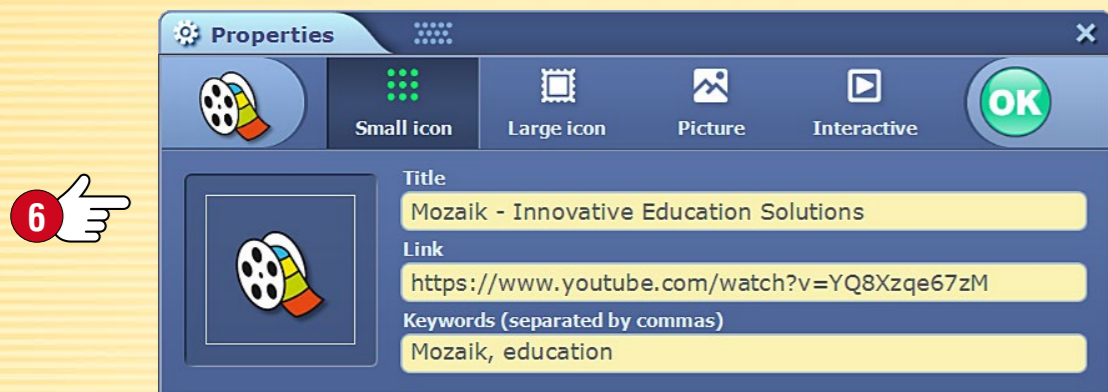 Properties
Small icon Large icon Picture Interactive OK
6
Title
Mozaik - Innovative Education Solutions
Link
https://www.youtube.com/watch?v=YQ8Xzqe67zM
Keywords (separated by commas)
Mozaik, education